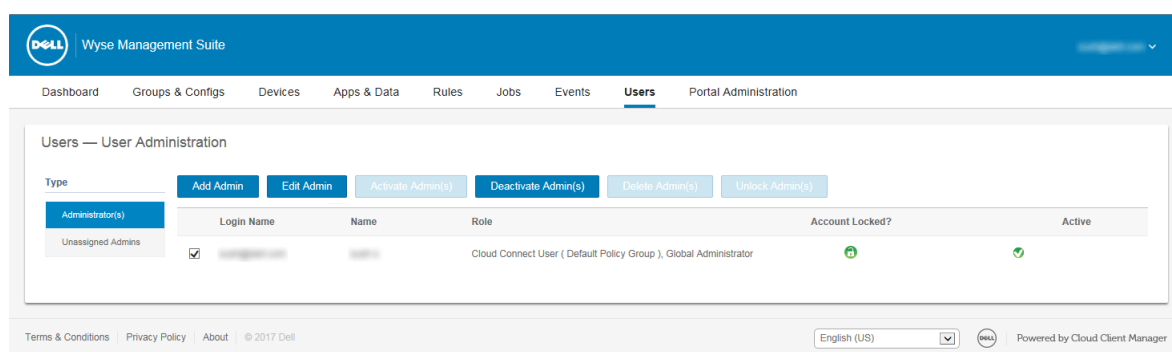 DELL Wyse Management Suite
Dashboard Groups & Configs Devices Apps & Data Rules Jobs Events Users Portal Administration
Users — User Administration
Type
Add Admin Edit Admin Activate Admin(s) Deactivate Admin(s) Delete Admin(s) Unlock Admin(s)
Administrator(s)
Unassigned Admins
Login Name Name Role Account Locked? Active
Cloud Connect User ( Default Policy Group ), Global Administrator
Terms & Conditions Privacy Policy About © 2017 Dell English (US) DELL Powered by Cloud Client Manager